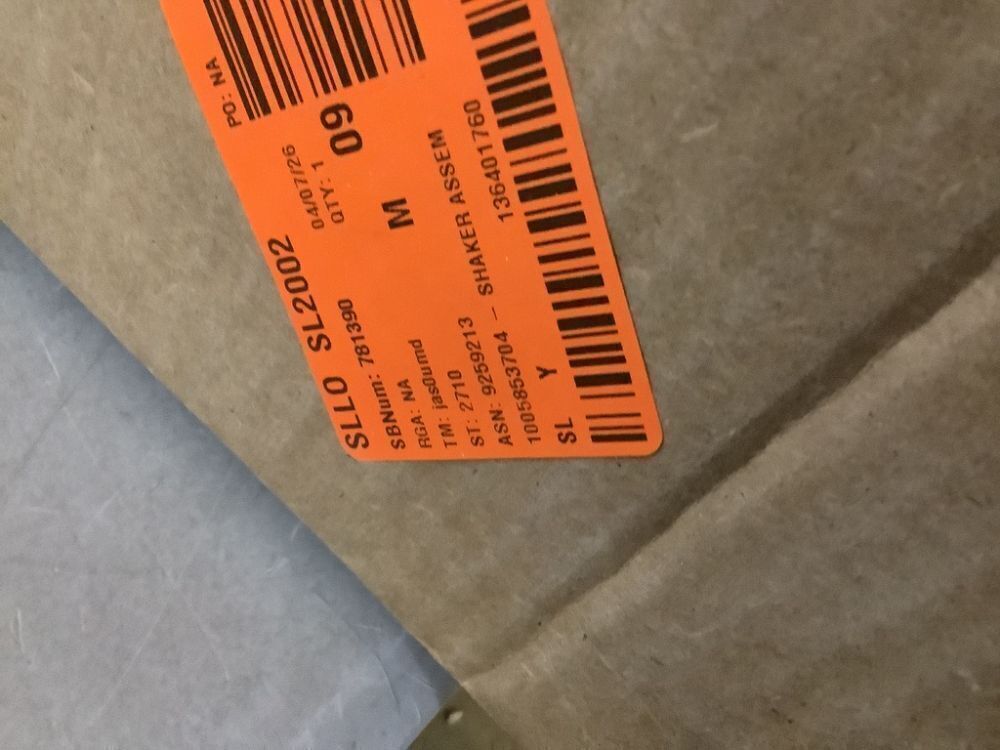 PO: NA
04/07/26
QTY: 1
09
SLLO SL2002
SBNum: 781390
M
RGA: NA
TM: jas0umd
ST: 2710
ASN: 9259213
1005853704 - SHAKER ASSEM
136401760
SL Y